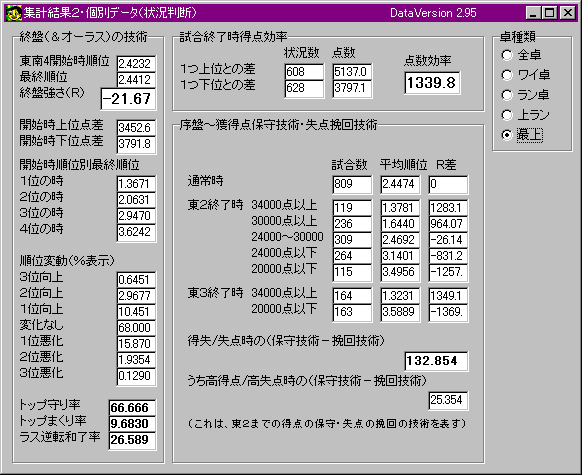 集計結果2・個別データ(状況判断) DataVersion 2.95
終盤(&オーラス)の技術
東南4開始時順位 2.4232
最終順位 2.4412
終盤強さ(R) -21.67
開始時上位点差 3452.6
開始時下位点差 3791.8
開始時順位別最終順位
1位の時 1.3671
2位の時 2.0631
3位の時 2.9470
4位の時 3.6242
順位変動(%表示)
3位向上 0.6451
2位向上 2.9677
1位向上 10.451
変化なし 68.000
1位悪化 15.870
2位悪化 1.9354
3位悪化 0.1290
トップ守り率 66.666
トップまくり率 9.6830
ラス逆転和了率 26.589
試合終了時得点効率
状況数 点数
1つ上位との差 608 5137.0
1つ下位との差 628 3797.1
点数効率
1339.8
序盤~獲得点保守技術・失点挽回技術
試合数 平均順位 R差
通常時 809 2.4474 0
東2終了時 34000点以上 119 1.3781 1283.1
30000点以上 236 1.6440 964.07
24000~30000 309 2.4692 -26.14
24000点以下 264 3.1401 -831.2
20000点以下 115 3.4956 -1257.
東3終了時 34000点以上 164 1.3231 1349.1
20000点以下 163 3.5889 -1369.
得失/失点時の(保守技術-挽回技術)
132.854
うち高得点/高失点時の(保守技術-挽回技術)
25.354
(これは、東2までの得点の保守・失点の挽回の技術を表す)
卓種類
全卓
ワイ卓
ラン卓
上ラン
最上